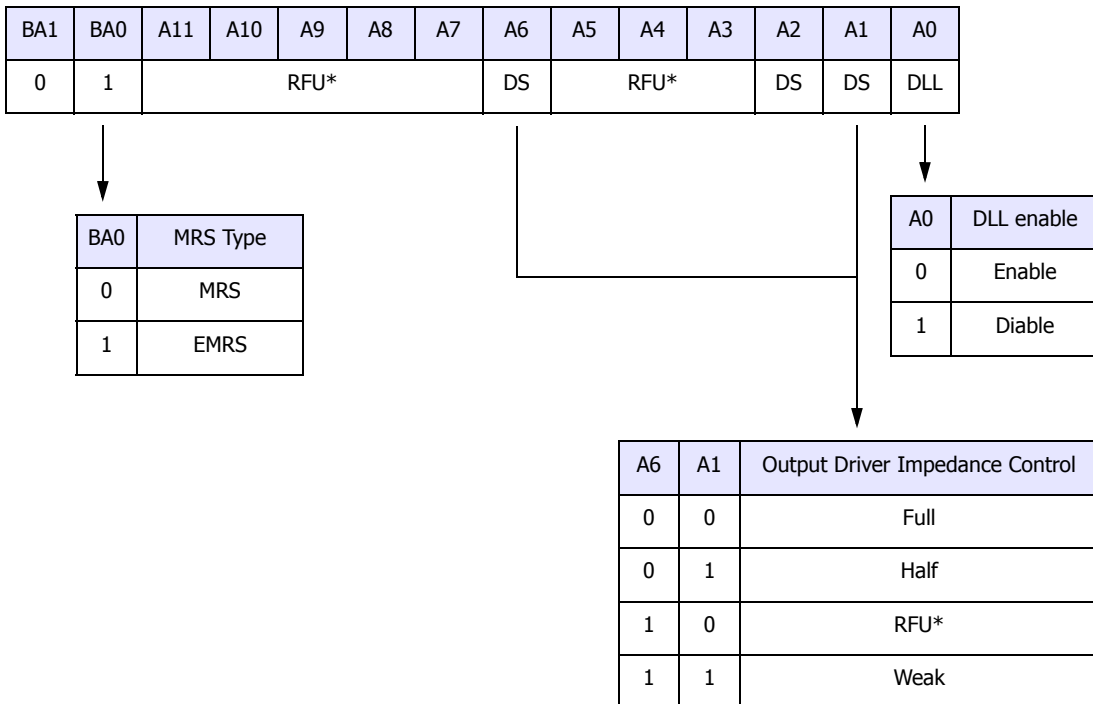 BA1 BA0 A11 A10 A9 A8 A7 A6 A5 A4 A3 A2 A1 A0
0 1 RFU* DS RFU* DS DS DLL
BA0 MRS Type
0 MRS
1 EMRS
A0 DLL enable
0 Enable
1 Diable
A6 A1 Output Driver Impedance Control
0 0 Full
0 1 Half
1 0 RFU*
1 1 Weak